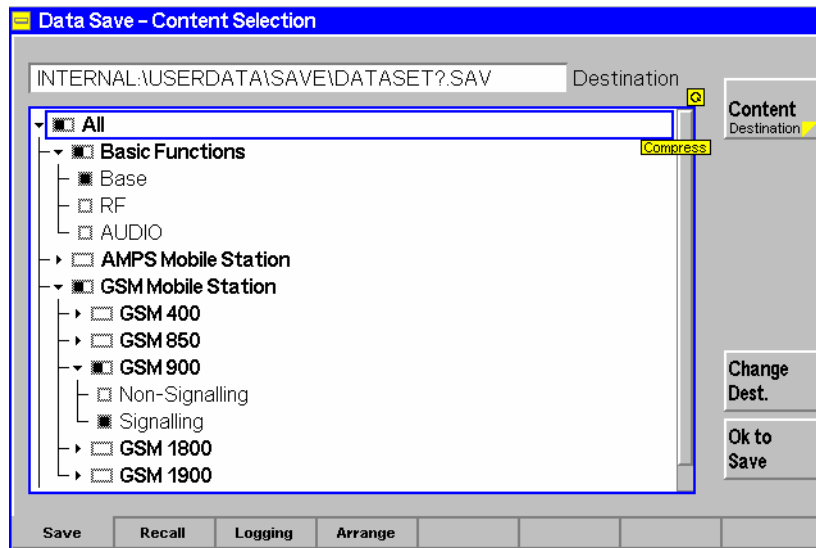 Data Save – Content Selection
INTERNAL:\USERDATA\SAVE\DATASET?.SAV
Destination
Content
Destination
All
Compress
Basic Functions
Base
RF
AUDIO
AMPS Mobile Station
GSM Mobile Station
GSM 400
GSM 850
GSM 900
Non-Signalling
Signalling
GSM 1800
GSM 1900
Change
Dest.
Ok to
Save
Save Recall Logging Arrange